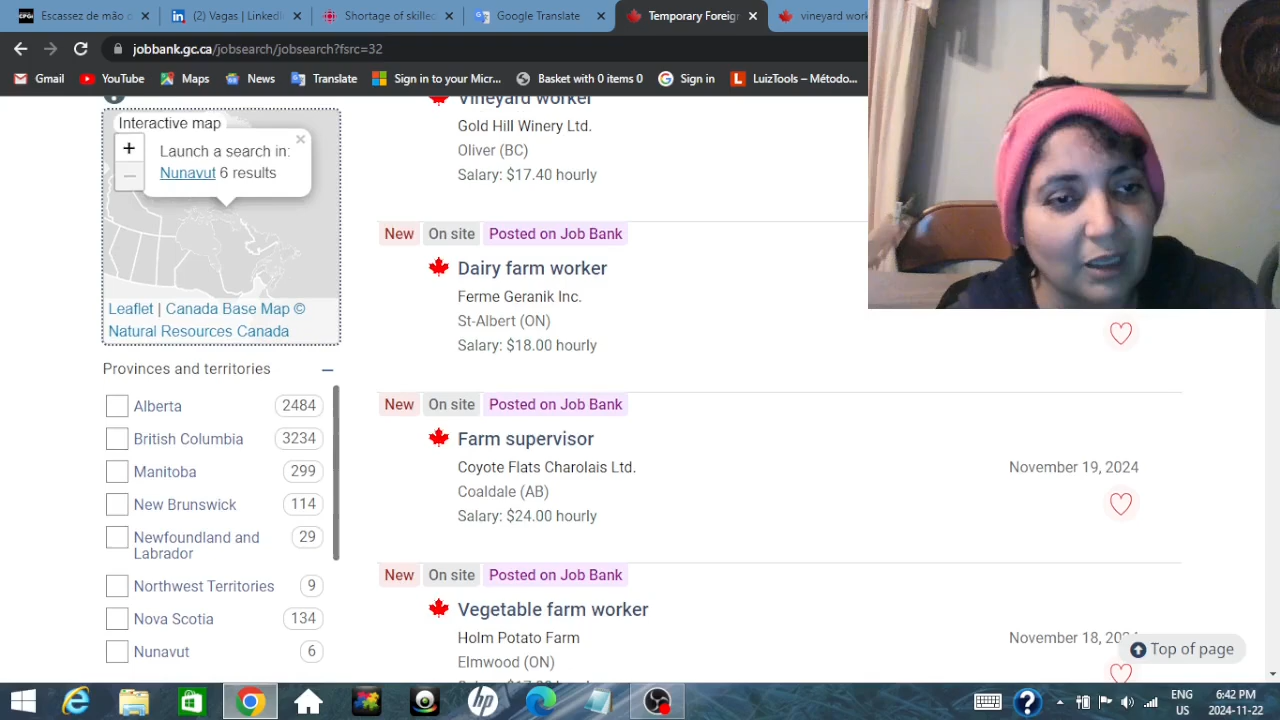 Escasez de mão o
(2) Vagas | Linked
Shortage of skilled
Google Translate
Temporary Foreign
vineyard work
jobbank.gc.ca/jobsearch/jobsearch?fsrc=32
Gmail
YouTube
Maps
News
Translate
Sign in to your Micr...
Basket with 0 items 0
Sign in
LuizTools – Método...
Interactive map
+
−
Launch a search in:
Nunavut 6 results
×
Leaflet | Canada Base Map ©
Natural Resources Canada
Provinces and territories
Alberta 2484
British Columbia 3234
Manitoba 299
New Brunswick 114
Newfoundland and
Labrador 29
Northwest Territories 9
Nova Scotia 134
Nunavut 6
Vineyard worker
Gold Hill Winery Ltd.
Oliver (BC)
Salary: $17.40 hourly
New On site Posted on Job Bank
Dairy farm worker
Ferme Geranik Inc.
St-Albert (ON)
Salary: $18.00 hourly
New On site Posted on Job Bank
Farm supervisor
Coyote Flats Charolais Ltd. November 19, 2024
Coaldale (AB)
Salary: $24.00 hourly
New On site Posted on Job Bank
Vegetable farm worker
Holm Potato Farm November 18, 2024
Elmwood (ON)
Top of page
hp
ENG 6:42 PM
US 2024-11-22